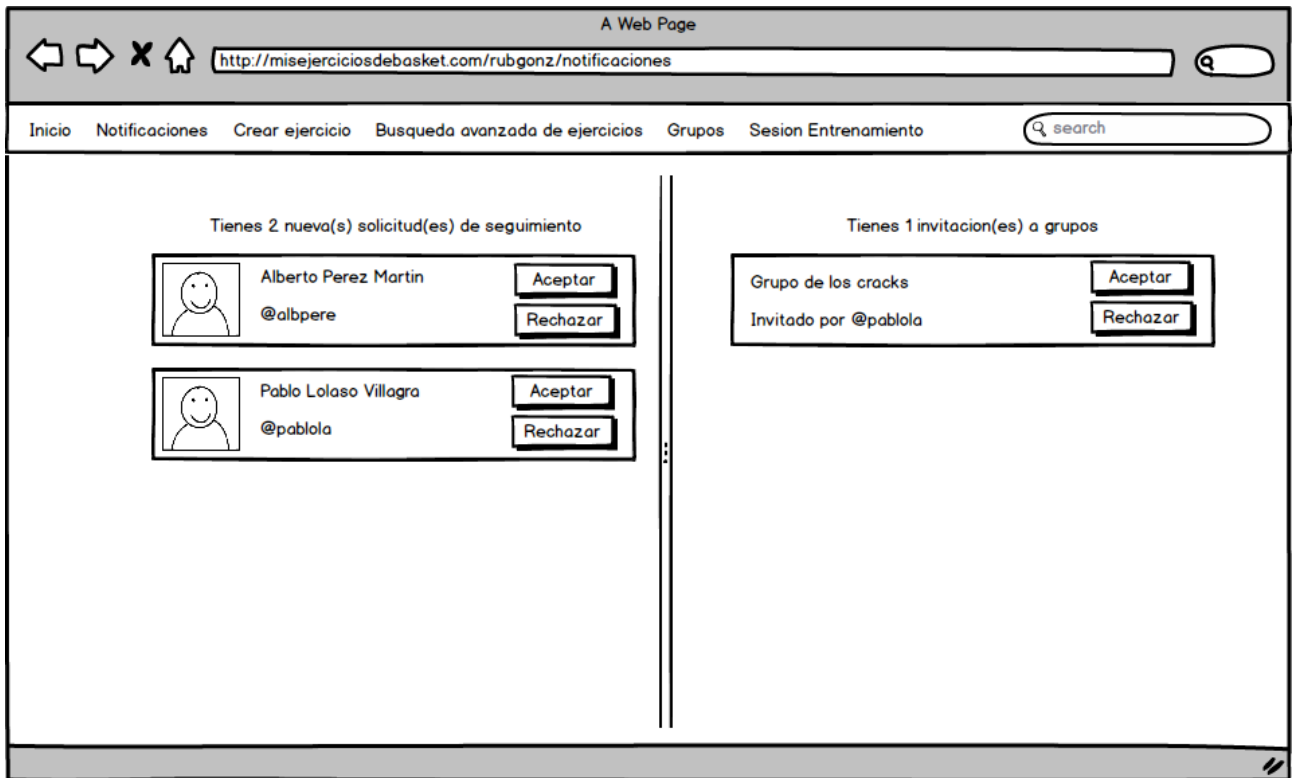 A Web Page
http://misejerciciosdebasket.com/rubgonz/notificaciones
Inicio Notificaciones Crear ejercicio Busqueda avanzada de ejercicios Grupos Sesion Entrenamiento search
Tienes 2 nueva(s) solicitud(es) de seguimiento
Alberto Perez Martin Aceptar
@albpere Rechazar
Pablo Lolaso Villagra Aceptar
@pablola Rechazar
Tienes 1 invitacion(es) a grupos
Grupo de los cracks Aceptar
Invitado por @pablola Rechazar